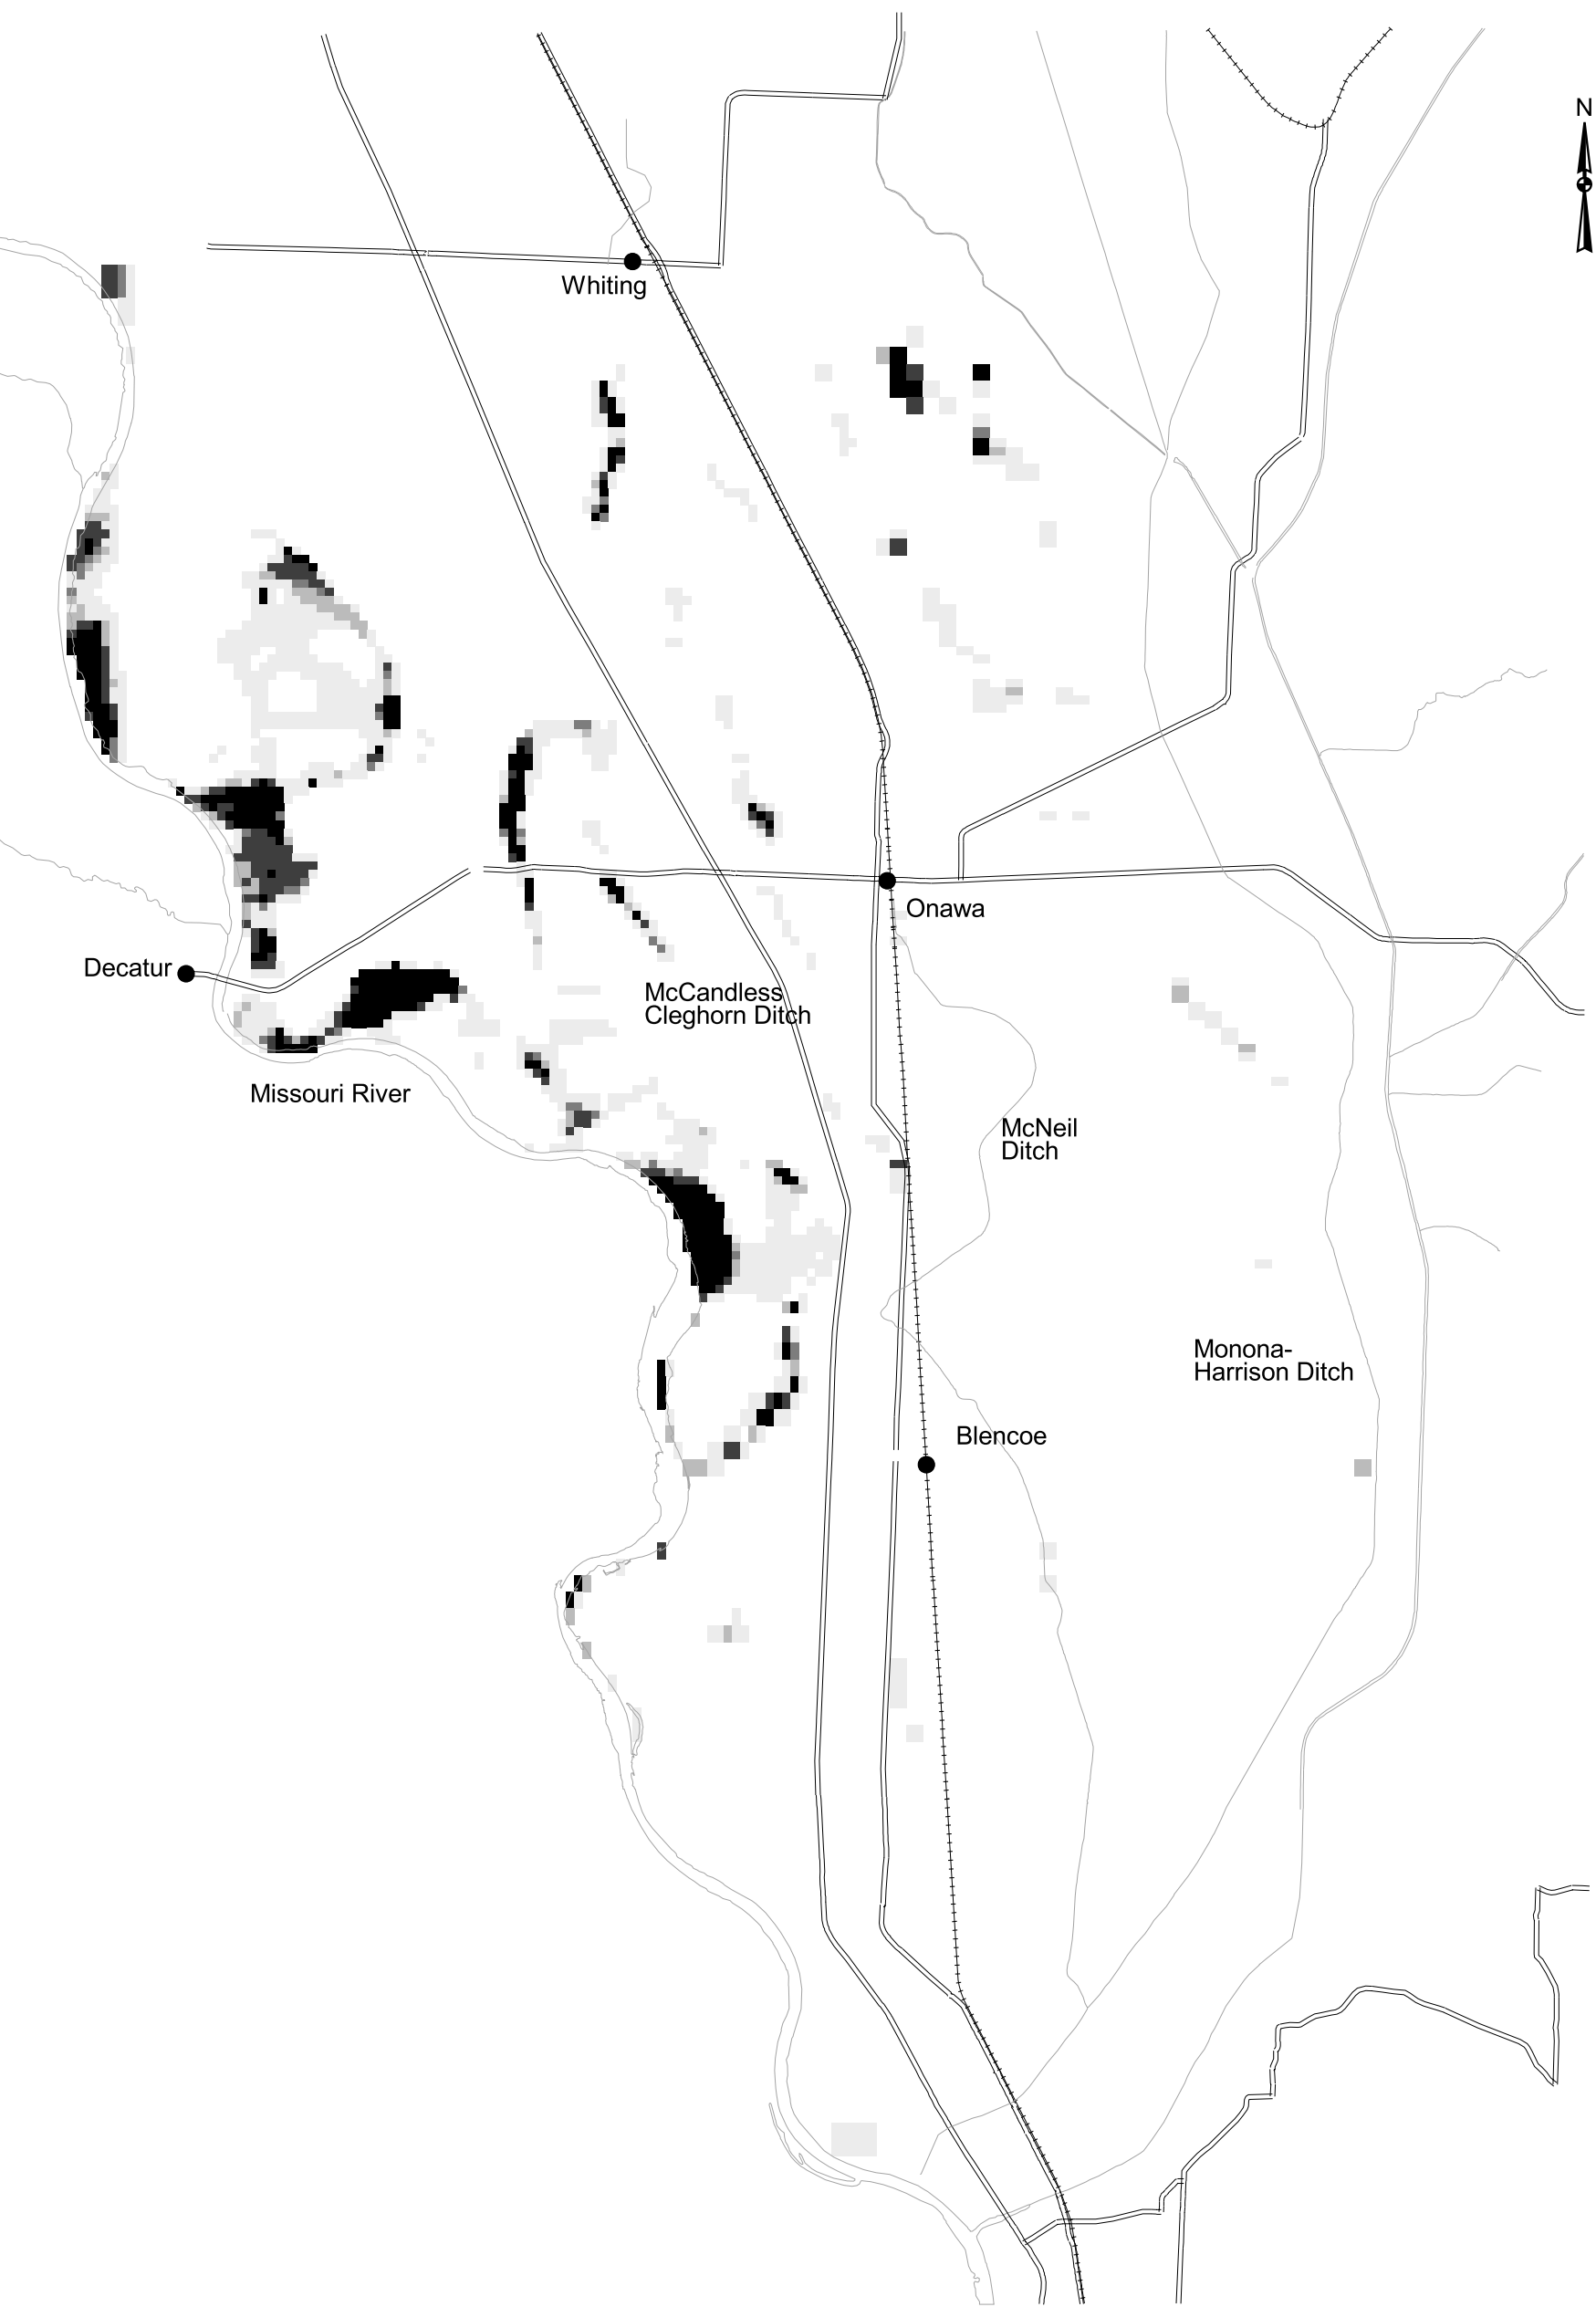 N
Whiting
Onawa
Decatur
McCandless
Cleghorn Ditch
Missouri River
McNeil
Ditch
Monona-
Harrison Ditch
Blencoe